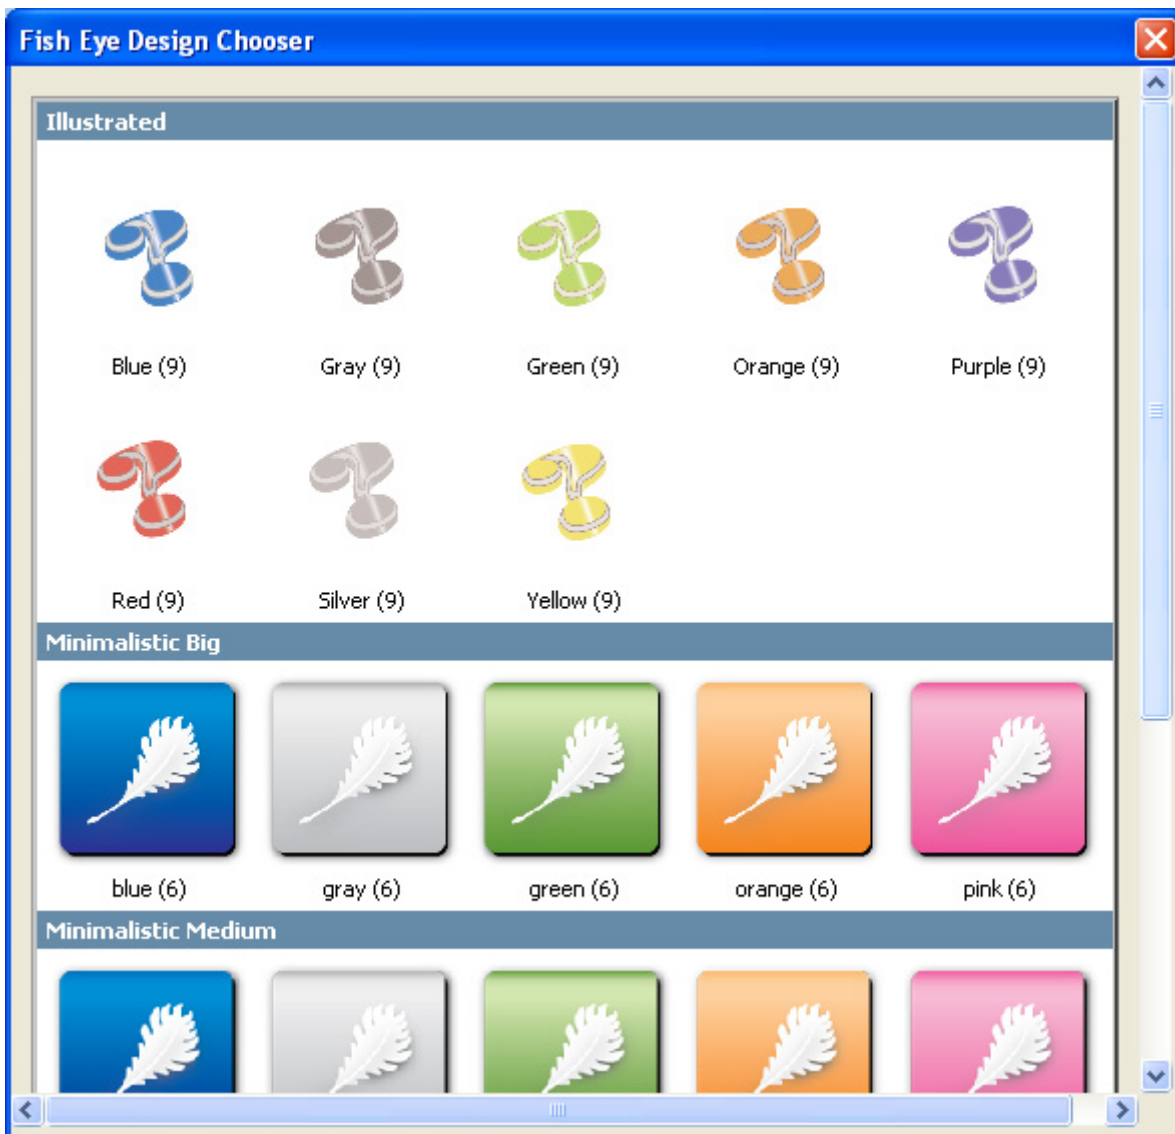 Fish Eye Design Chooser
Illustrated
Blue (9) Gray (9) Green (9) Orange (9) Purple (9)
Red (9) Silver (9) Yellow (9)
Minimalistic Big
blue (6) gray (6) green (6) orange (6) pink (6)
Minimalistic Medium